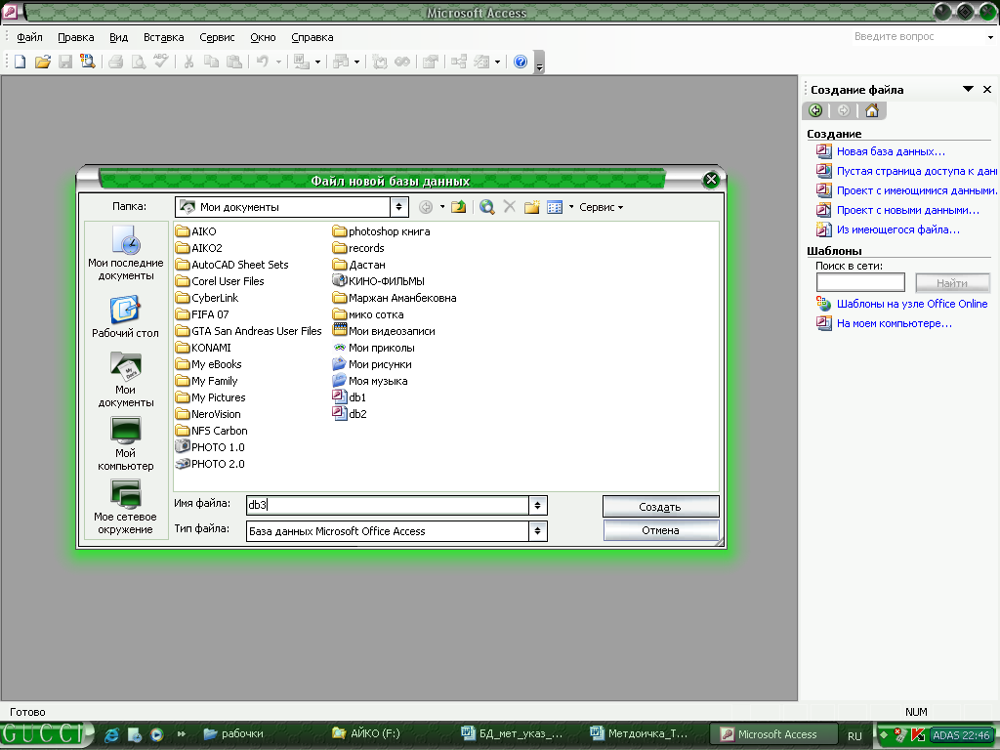 Microsoft Access
Файл Правка Вид Вставка Сервис Окно Справка Введите вопрос
Создание файла
Создание
Новая база данных...
Пустая страница доступа к данн
Проект с имеющимися данными.
Проект с новыми данными...
Из имеющегося файла...
Шаблоны
Поиск в сети:
Найти
Шаблоны на узле Office Online
На моем компьютере...
Файл новой базы данных
Папка: Мои документы Сервис
Мои последние документы
Рабочий стол
Мои документы
Мой компьютер
Мое сетевое окружение
AIKO
AIKO2
AutoCAD Sheet Sets
Corel User Files
CyberLink
FIFA 07
GTA San Andreas User Files
KONAMI
My eBooks
My Family
My Pictures
NeroVision
NFS Carbon
PHOTO 1.0
PHOTO 2.0
photoshop книга
records
Дастан
КИНО-ФИЛЬМЫ
Маржан Аманбековна
мико сотка
Мои видеозаписи
Мои приколы
Мои рисунки
Моя музыка
db1
db2
Имя файла: db3 Создать
Тип файла: База данных Microsoft Office Access Отмена
Готово NUM
GUCCI рабочки АЙКО (F:) БД_мет_указ_... Метдоичка_Т... Microsoft Access RU ADAS 22:46